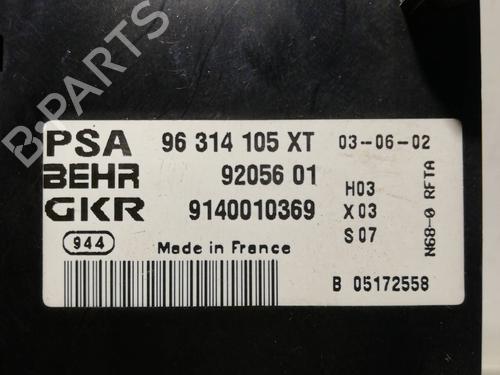 PSA 96 314 105 XT 03-06-02
BEHR 92056 01 H03
GKR 9140010369 X03
944 Made in France S07
B 05172558
N68-0 RFTA
B-PARTS